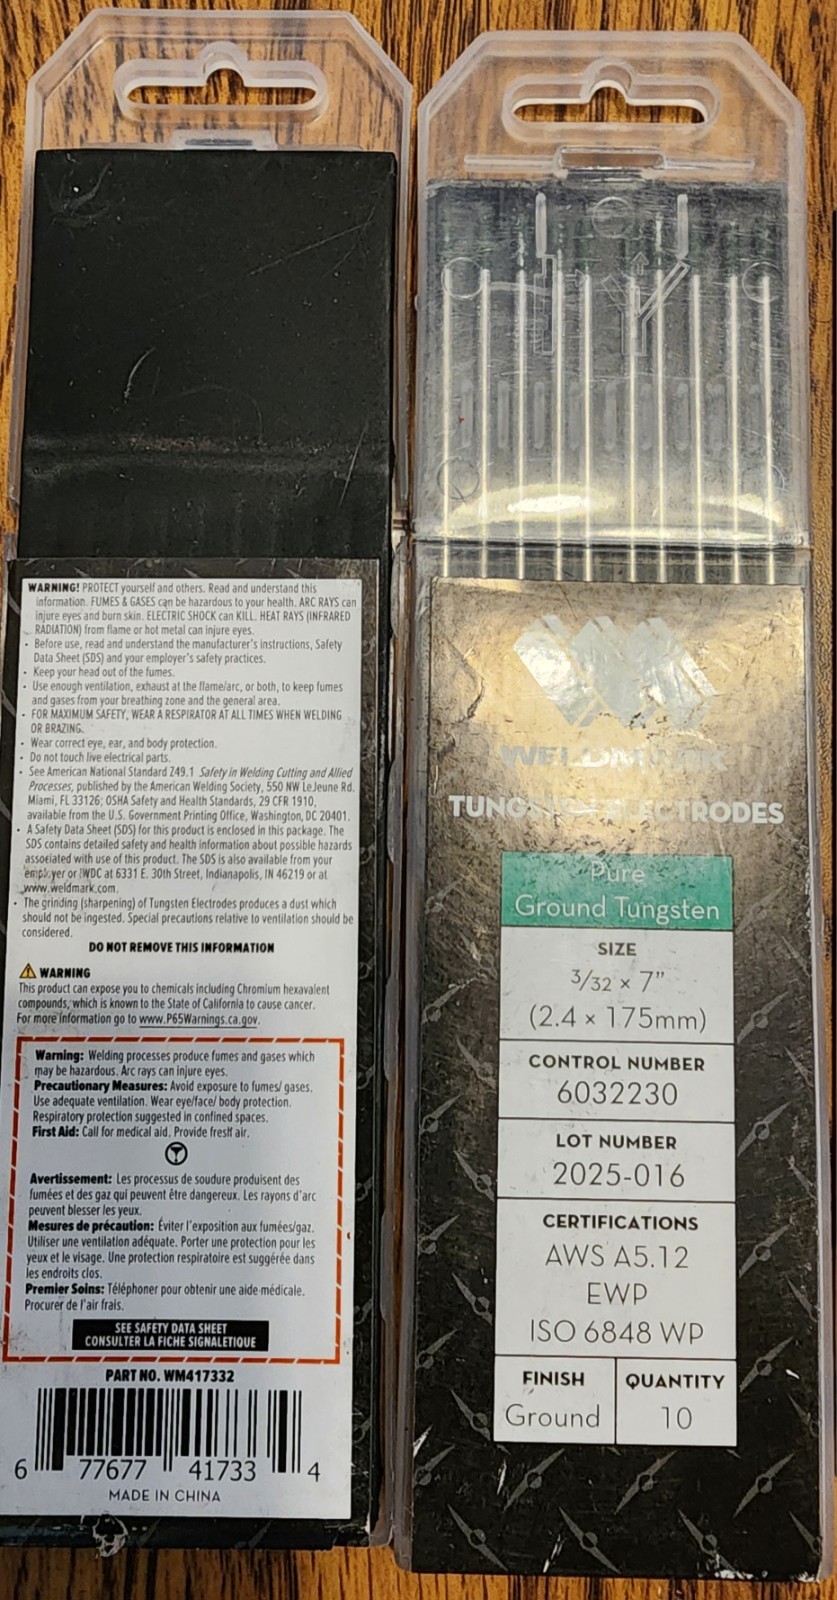 WARNING! PROTECT yourself and others. Read and understand this
information. FUMES & GASES can be hazardous to your health. ARC RAYS can
injure eyes and burn skin. ELECTRIC SHOCK can KILL. HEAT RAYS (INFRARED
RADIATION) from flame or hot metal can injure eyes.
• Before use, read and understand the manufacturer's instructions, Safety
Data Sheet (SDS) and your employer's safety practices.
• Keep your head out of the fumes.
• Use enough ventilation, exhaust at the flame/arc, or both, to keep fumes
and gases from your breathing zone and the general area.
• FOR MAXIMUM SAFETY, WEAR A RESPIRATOR AT ALL TIMES WHEN WELDING
OR BRAZING.
• Wear correct eye, ear, and body protection.
• Do not touch live electrical parts.
• See American National Standard Z49.1 Safety in Welding Cutting and Allied
Processes, published by the American Welding Society, 550 NW LeJeune Rd.
Miami, FL 33126; OSHA Safety and Health Standards, 29 CFR 1910,
available from the U.S. Government Printing Office, Washington, DC 20401.
• A Safety Data Sheet (SDS) for this product is enclosed in this package. The
SDS contains detailed safety and health information about possible hazards
associated with use of this product. The SDS is also available from your
employer or IWDC at 6331 E. 30th Street, Indianapolis, IN 46219 or at
www.weldmark.com.
• The grinding (sharpening) of Tungsten Electrodes produces a dust which
should not be ingested. Special precautions relative to ventilation should be
considered.
DO NOT REMOVE THIS INFORMATION
WARNING
This product can expose you to chemicals including Chromium hexavalent
compounds, which is known to the State of California to cause cancer.
For more information go to www.P65Warnings.ca.gov.
Warning: Welding processes produce fumes and gases which
may be hazardous. Arc rays can injure eyes.
Precautionary Measures: Avoid exposure to fumes/ gases.
Use adequate ventilation. Wear eye/face/ body protection.
Respiratory protection suggested in confined spaces.
First Aid: Call for medical aid. Provide fresh air.
Avertissement: Les processus de soudure produisent des
fumées et des gaz qui peuvent être dangereux. Les rayons d'arc
peuvent blesser les yeux.
Mesures de précaution: Éviter l'exposition aux fumées/gaz.
Utiliser une ventilation adéquate. Porter une protection pour les
yeux et le visage. Une protection respiratoire est suggérée dans
les endroits clos.
Premier Soins: Téléphoner pour obtenir une aide médicale.
Procurer de l'air frais.
SEE SAFETY DATA SHEET
CONSULTER LA FICHE SIGNALETIQUE
PART NO. WM417332
6 77677 41733 4
MADE IN CHINA
WELDMARK
TUNGSTEN ELECTRODES
Pure
Ground Tungsten
SIZE
3/32 × 7”
(2.4 × 175mm)
CONTROL NUMBER
6032230
LOT NUMBER
2025-016
CERTIFICATIONS
AWS A5.12
EWP
ISO 6848 WP
FINISH
Ground
QUANTITY
10